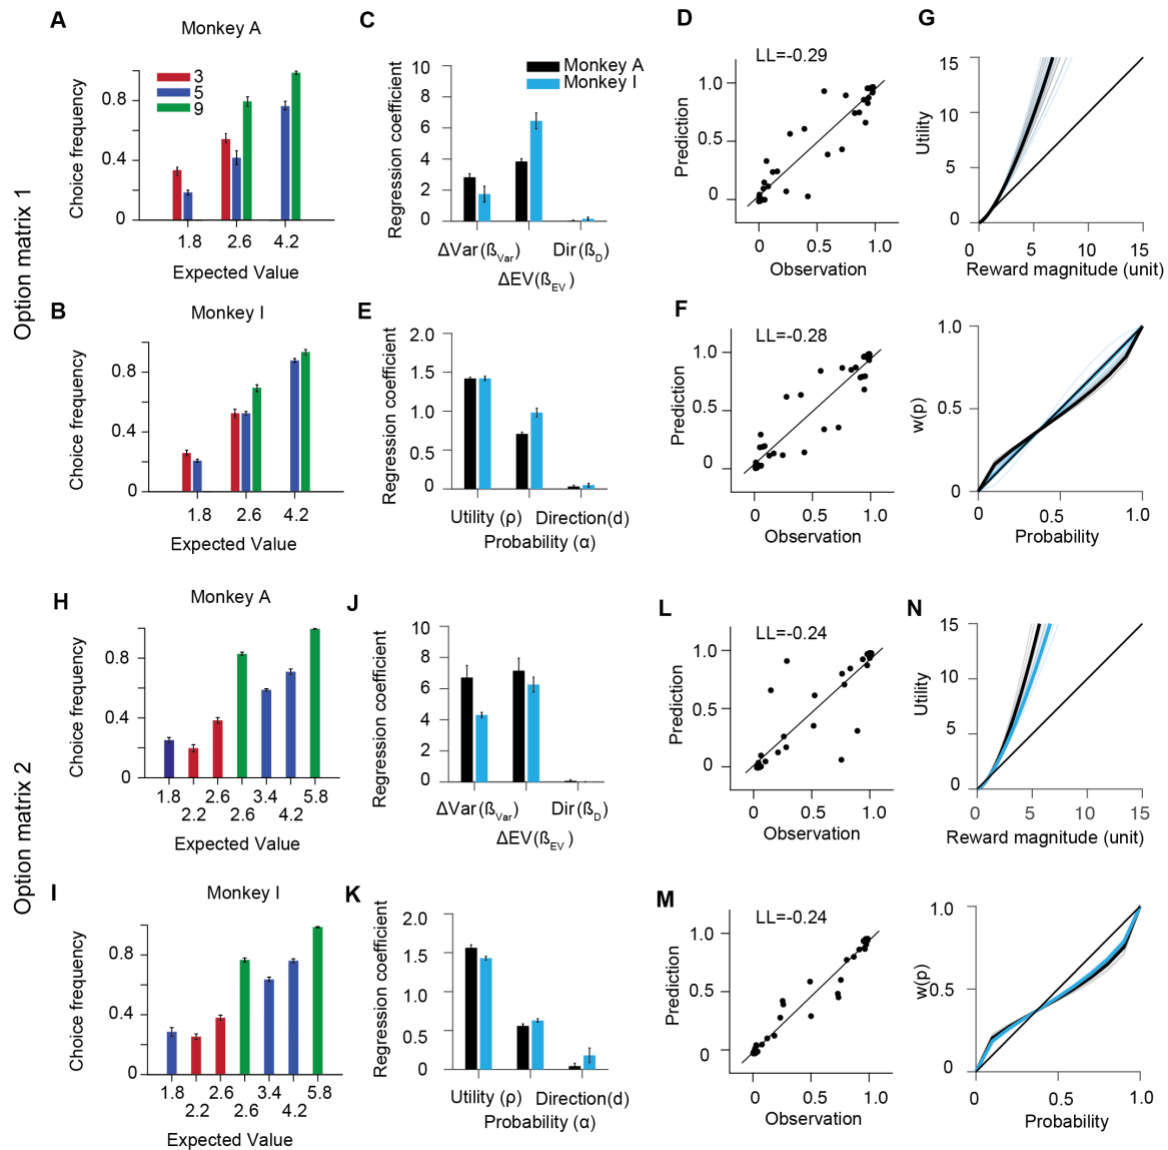 Option matrix 1
A
Monkey A
3
5
9
Choice frequency
0.8
0.4
0
1.8 2.6 4.2
Expected Value
B
Monkey I
Choice frequency
0.8
0.4
0
1.8 2.6 4.2
Expected Value
C
Monkey A
Monkey I
Regression coefficient
10
8
6
4
2
0
ΔVar(ßVar) Dir(ßD)
ΔEV(ßEV)
D
LL=-0.29
Prediction
1.0
0.5
0
0 0.5 1.0
Observation
E
Regression coefficient
2.0
1.5
1.0
0.5
0
Utility (ρ) Direction(d)
Probability (α)
F
LL=-0.28
Prediction
1.0
0.5
0
0 0.5 1.0
Observation
G
Utility
15
10
5
0
0 5 10 15
Reward magnitude (unit)
w(p)
1.0
0.5
0
0 0.5 1.0
Probability
Option matrix 2
H
Monkey A
Choice frequency
0.8
0.4
0
1.8 2.6 3.4 5.8
2.2 2.6 4.2
Expected Value
I
Monkey I
Choice frequency
0.8
0.4
0
1.8 2.6 3.4 5.8
2.2 2.6 4.2
Expected Value
J
Regression coefficient
10
8
6
4
2
0
ΔVar(ßVar) Dir(ßD)
ΔEV(ßEV)
K
Regression coefficient
2.0
1.5
1.0
0.5
0
Utility (ρ) Direction(d)
Probability (α)
L
LL=-0.24
Prediction
1.0
0.5
0
0 0.5 1.0
Observation
M
LL=-0.24
Prediction
1.0
0.5
0
0 0.5 1.0
Observation
N
Utility
15
10
5
0
0 5 10 15
Reward magnitude (unit)
w(p)
1.0
0.5
0
0 0.5 1.0
Probability